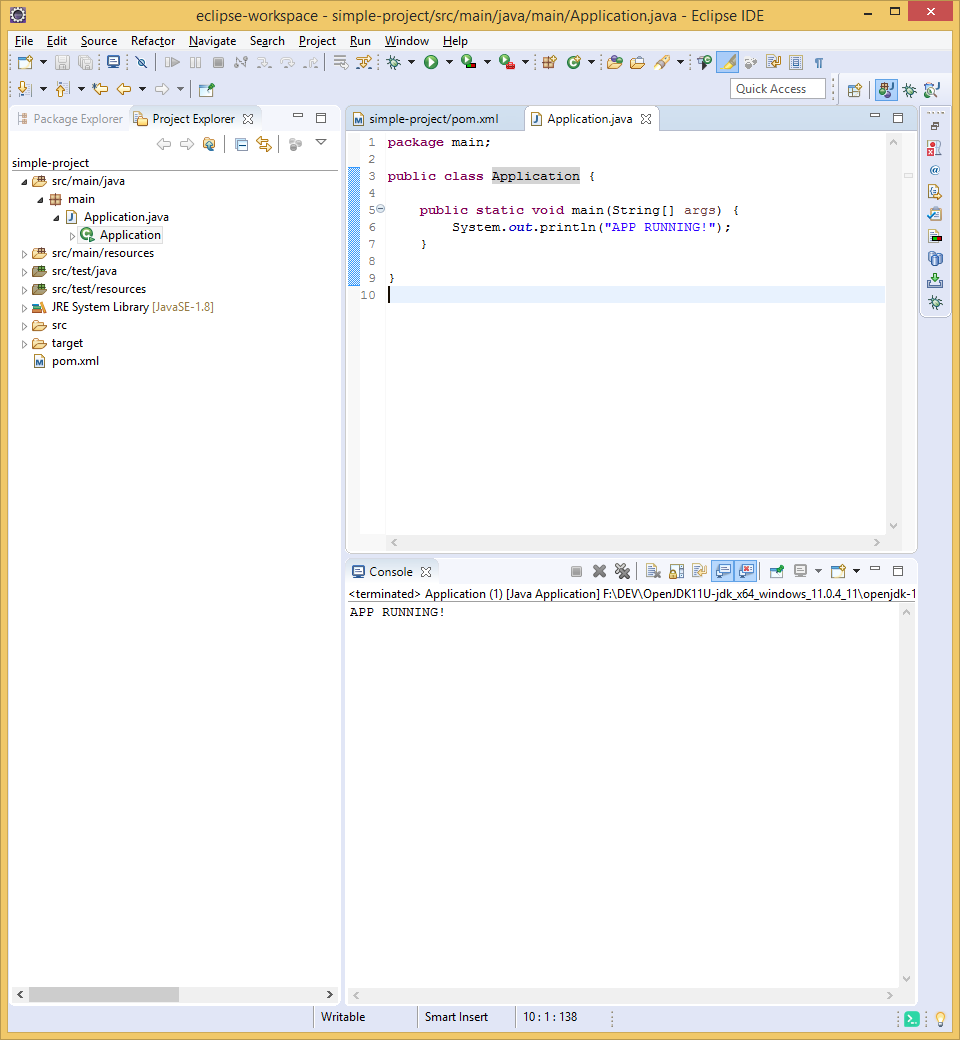 eclipse-workspace - simple-project/src/main/java/main/Application.java - Eclipse IDE
File Edit Source Refactor Navigate Search Project Run Window Help
Quick Access
Package Explorer Project Explorer
simple-project
src/main/java
main
Application.java
Application
src/main/resources
src/test/java
src/test/resources
JRE System Library [JavaSE-1.8]
src
target
pom.xml
simple-project/pom.xml Application.java
1 package main;
2
3 public class Application {
4
5 public static void main(String[] args) {
6 System.out.println("APP RUNNING!");
7 }
8
9 }
10
Console
<terminated> Application (1) [Java Application] F:\DEV\OpenJDK11U-jdk_x64_windows_11.0.4_11\openjdk-1
APP RUNNING!
Writable Smart Insert 10 : 1 : 138